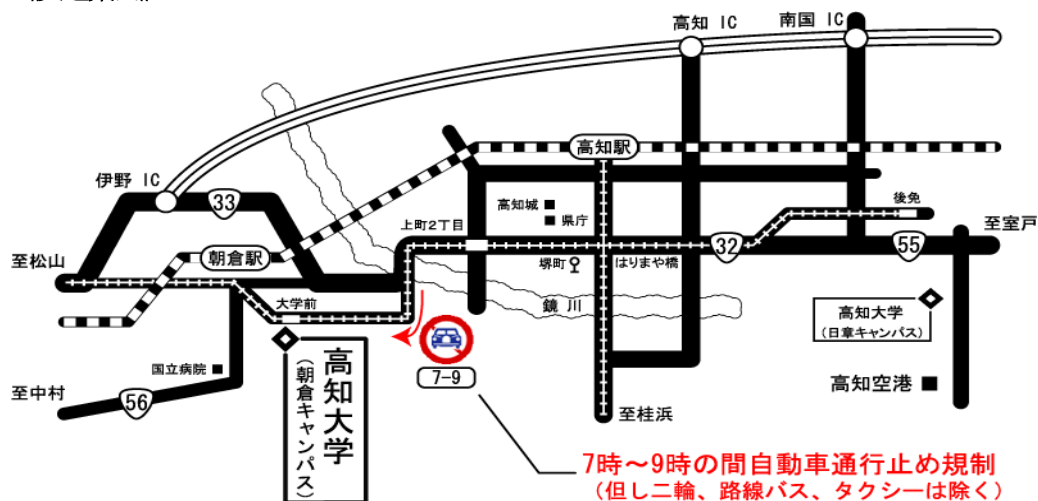 高知 IC
南国 IC
高知駅
伊野 IC
33
高知城
県庁
後免
上町2丁目
至室戸
朝倉駅
32
55
至松山
堺町
はりまや橋
大学前
鏡川
高知大学
(日章キャンパス)
国立病院
高知大学
(朝倉キャンパス)
7-9
高知空港
至中村
56
至桂浜
7時～9時の間自動車通行止め規制
(但し二輪、路線バス、タクシーは除く)